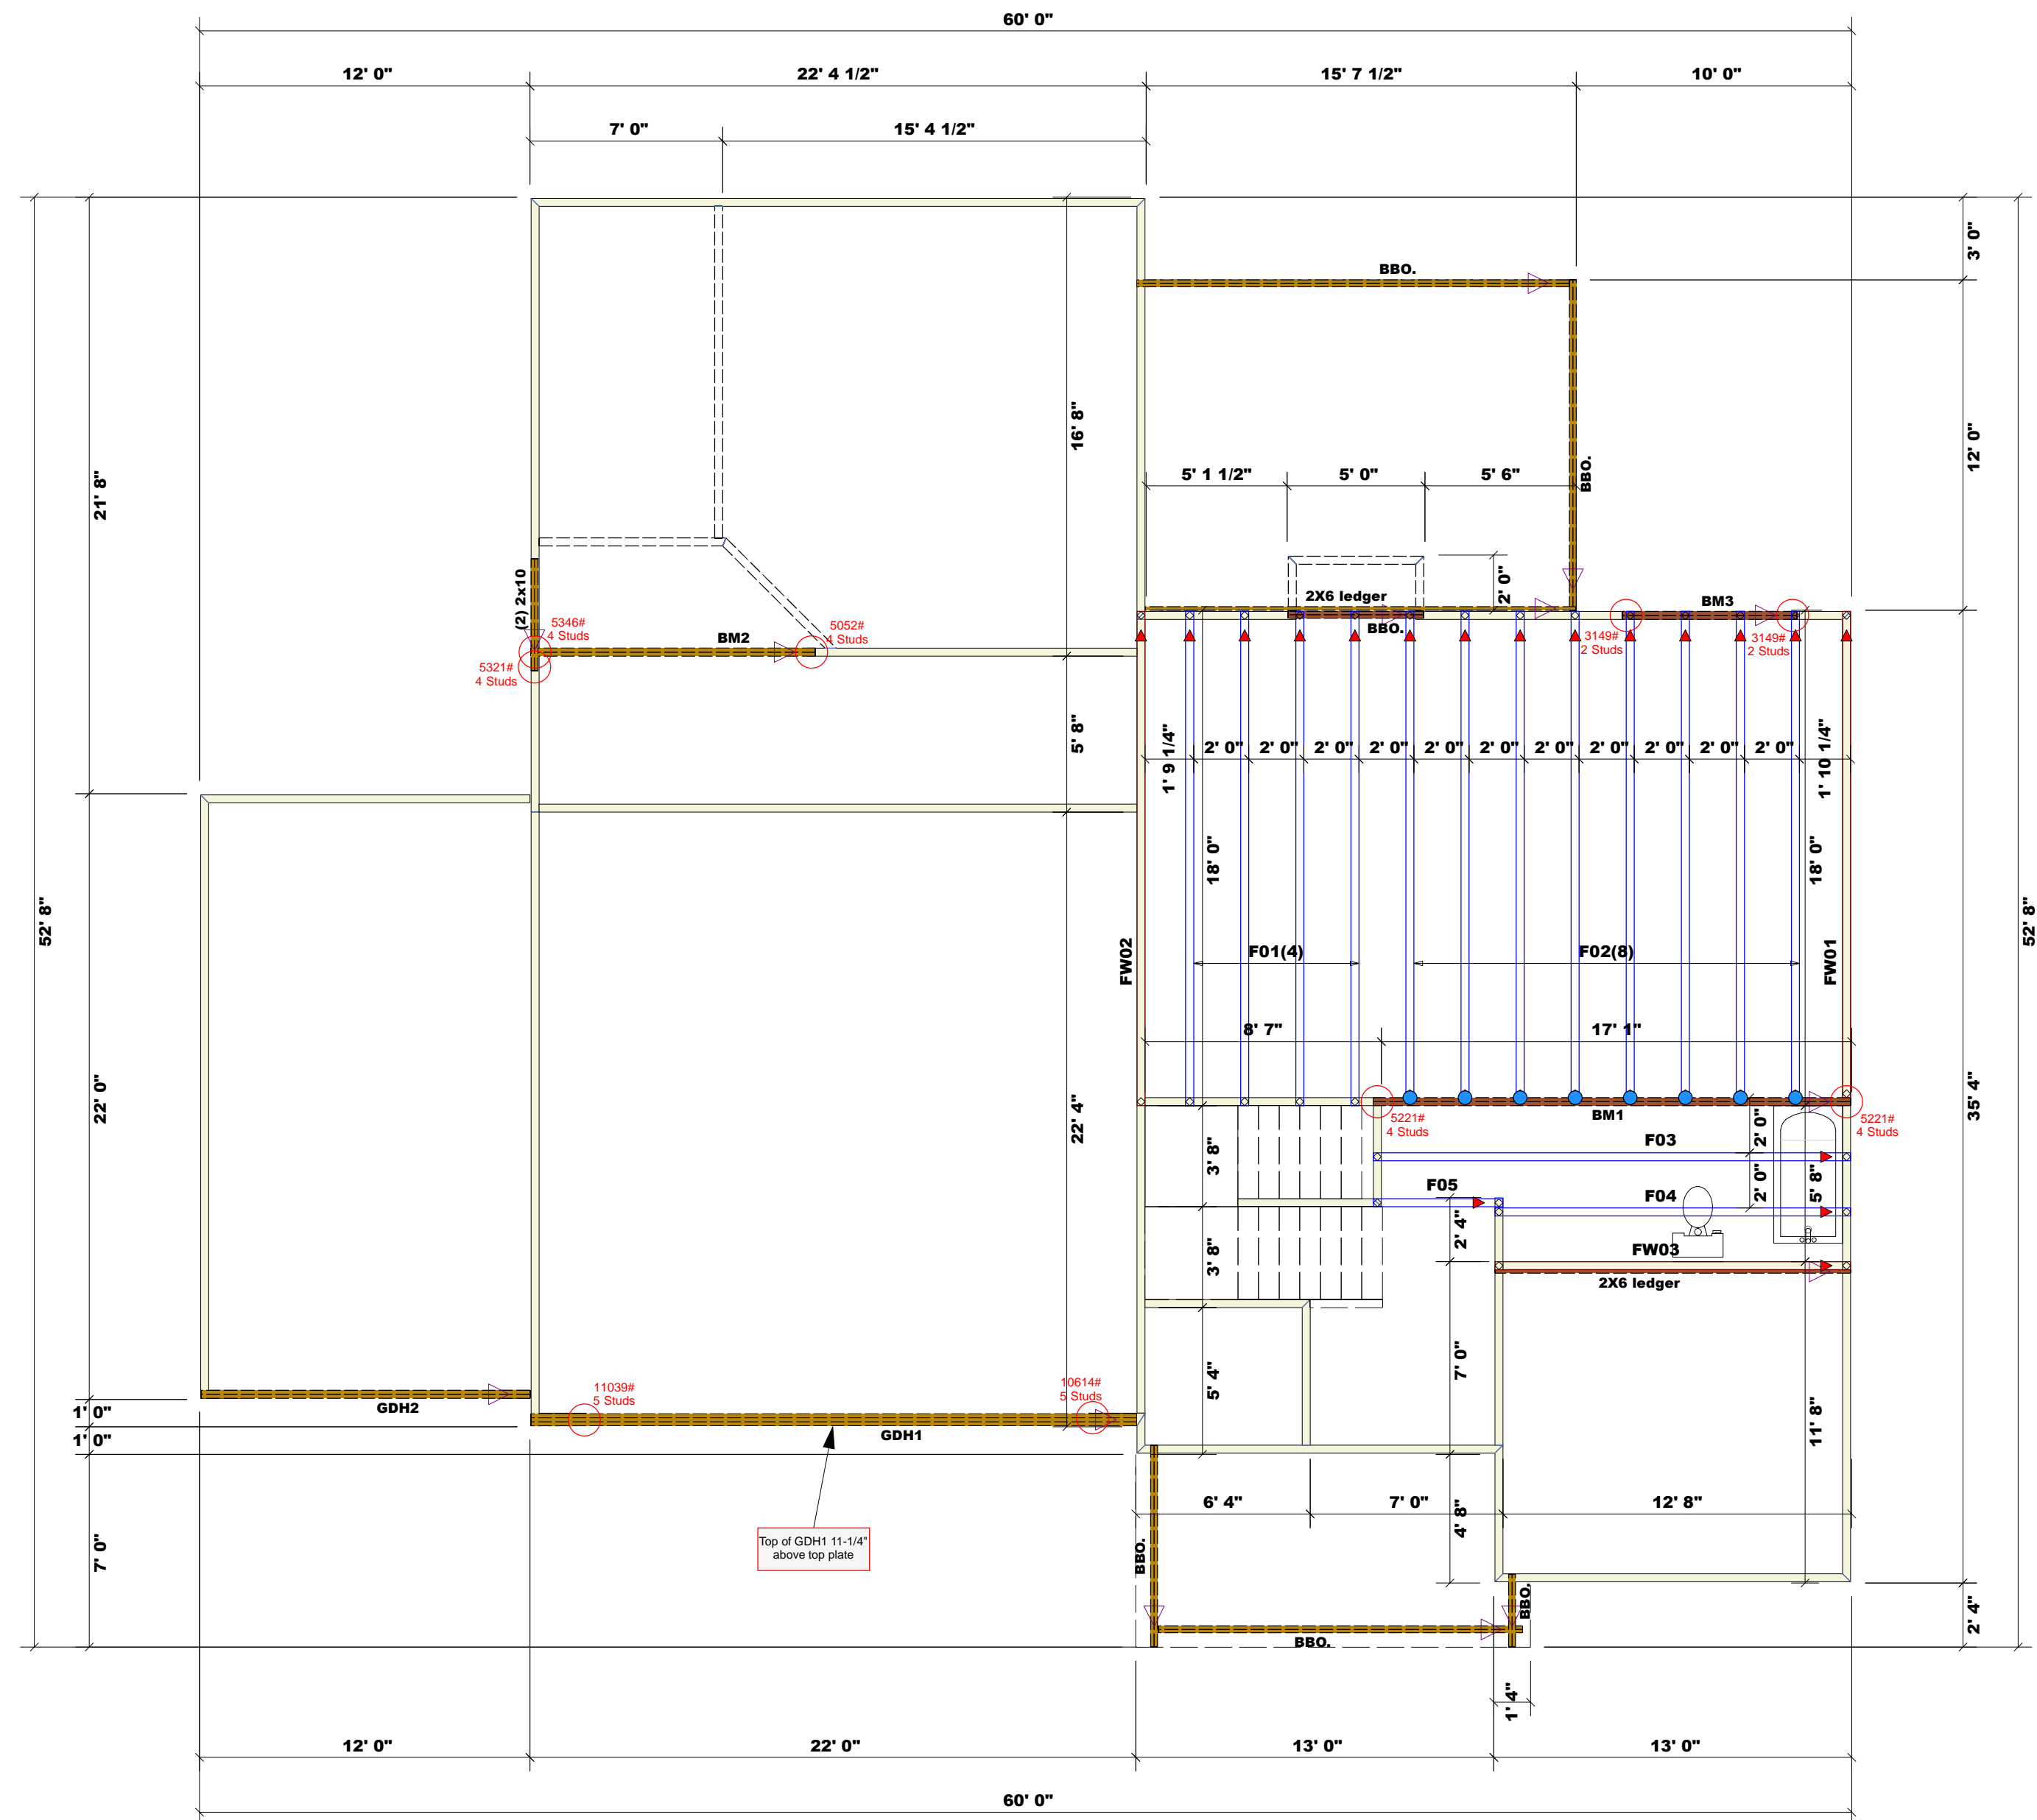 60' 0"
12' 0"
22' 4 1/2"
15' 7 1/2"
10' 0"
7' 0"
15' 4 1/2"
3' 0"
BBO.
16' 8"
12' 0"
21' 8"
5' 1 1/2"
5' 0"
5' 6"
BBO.
(2) 2x10
2' 0"
2X6 ledger
BBO.
BM3
5346#
4 Studs
BM2
5052#
4 Studs
3149#
2 Studs
3149#
2 Studs
5321#
4 Studs
5' 8"
1' 9 1/4"
2' 0"
2' 0"
2' 0"
2' 0"
2' 0"
2' 0"
2' 0"
2' 0"
2' 0"
2' 0"
2' 0"
1' 10 1/4"
18' 0"
18' 0"
52' 8"
52' 8"
FW02
F01(4)
F02(8)
FW01
8' 7"
17' 1"
22' 0"
22' 4"
35' 4"
5221#
4 Studs
BM1
5221#
4 Studs
3' 8"
F03
2' 0"
F05
F04
2' 0"
5' 8"
2' 4"
3' 8"
FW03
2X6 ledger
5' 4"
7' 0"
11' 8"
11039#
5 Studs
10614#
5 Studs
GDH2
GDH1
1' 0"
1' 0"
6' 4"
7' 0"
12' 8"
4' 8"
7' 0"
Top of GDH1 11-1/4"
above top plate
BBO.
BBO.
BBO.
2' 4"
1' 4"
12' 0"
22' 0"
13' 0"
13' 0"
60' 0"